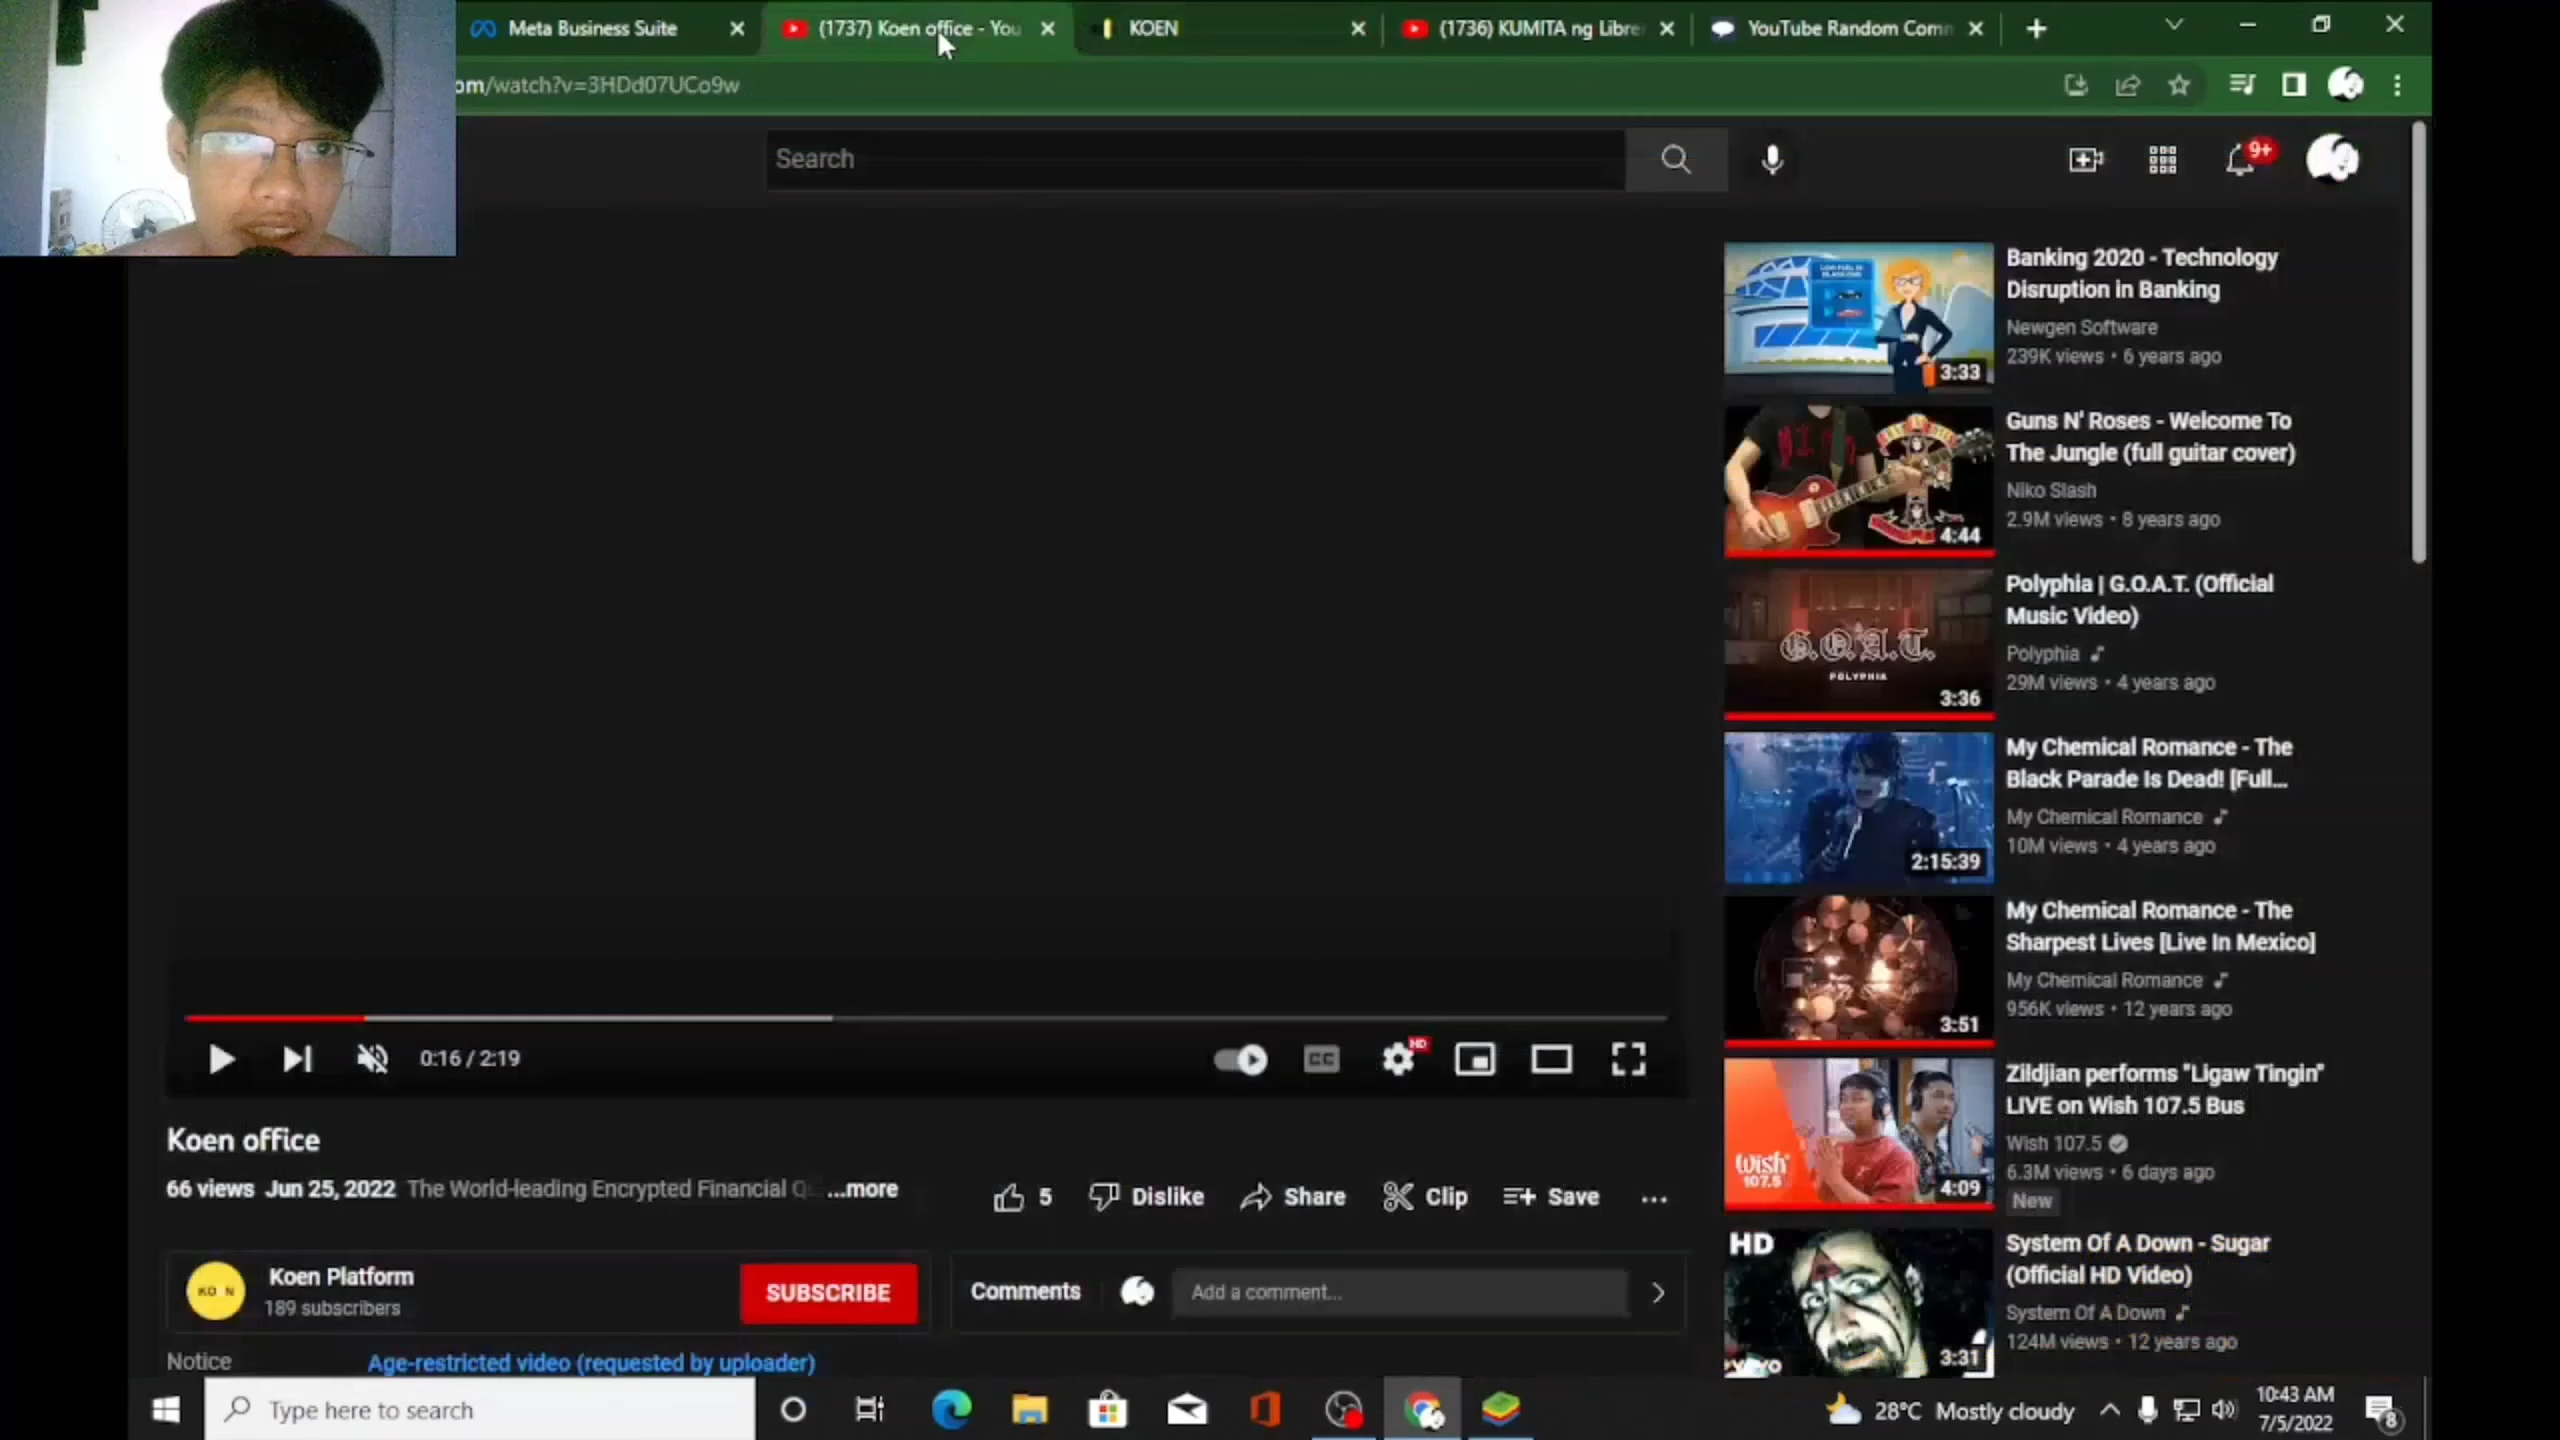 Meta Business Suite
(1737) Koen office - You
KOEN
(1736) KUMITA ng Libre
YouTube Random Com
om/watch?v=3HDd07UCo9w
Search
9+
Banking 2020 - Technology
Disruption in Banking
Newgen Software
239K views • 6 years ago
3:33
Guns N' Roses - Welcome To
The Jungle (full guitar cover)
Niko Slash
2.9M views • 8 years ago
4:44
Polyphia | G.O.A.T. (Official
Music Video)
Polyphia
29M views • 4 years ago
G.O.A.T.
POLYPHIA
3:36
My Chemical Romance - The
Black Parade Is Dead! [Full...
My Chemical Romance
10M views • 4 years ago
2:15:39
My Chemical Romance - The
Sharpest Lives [Live In Mexico]
My Chemical Romance
956K views • 12 years ago
3:51
Zildjian performs "Ligaw Tingin"
LIVE on Wish 107.5 Bus
Wish 107.5
6.3M views • 6 days ago
New
wish
107.5
4:09
System Of A Down - Sugar
(Official HD Video)
System Of A Down
124M views • 12 years ago
HD
3:31
0:16 / 2:19
CC
HD
Koen office
66 views Jun 25, 2022 The World-leading Encrypted Financial ...more
5
Dislike
Share
Clip
Save
KO N
Koen Platform
189 subscribers
SUBSCRIBE
Comments
Add a comment...
Notice
Age-restricted video (requested by uploader)
Type here to search
28°C Mostly cloudy
10:43 AM
7/5/2022
8